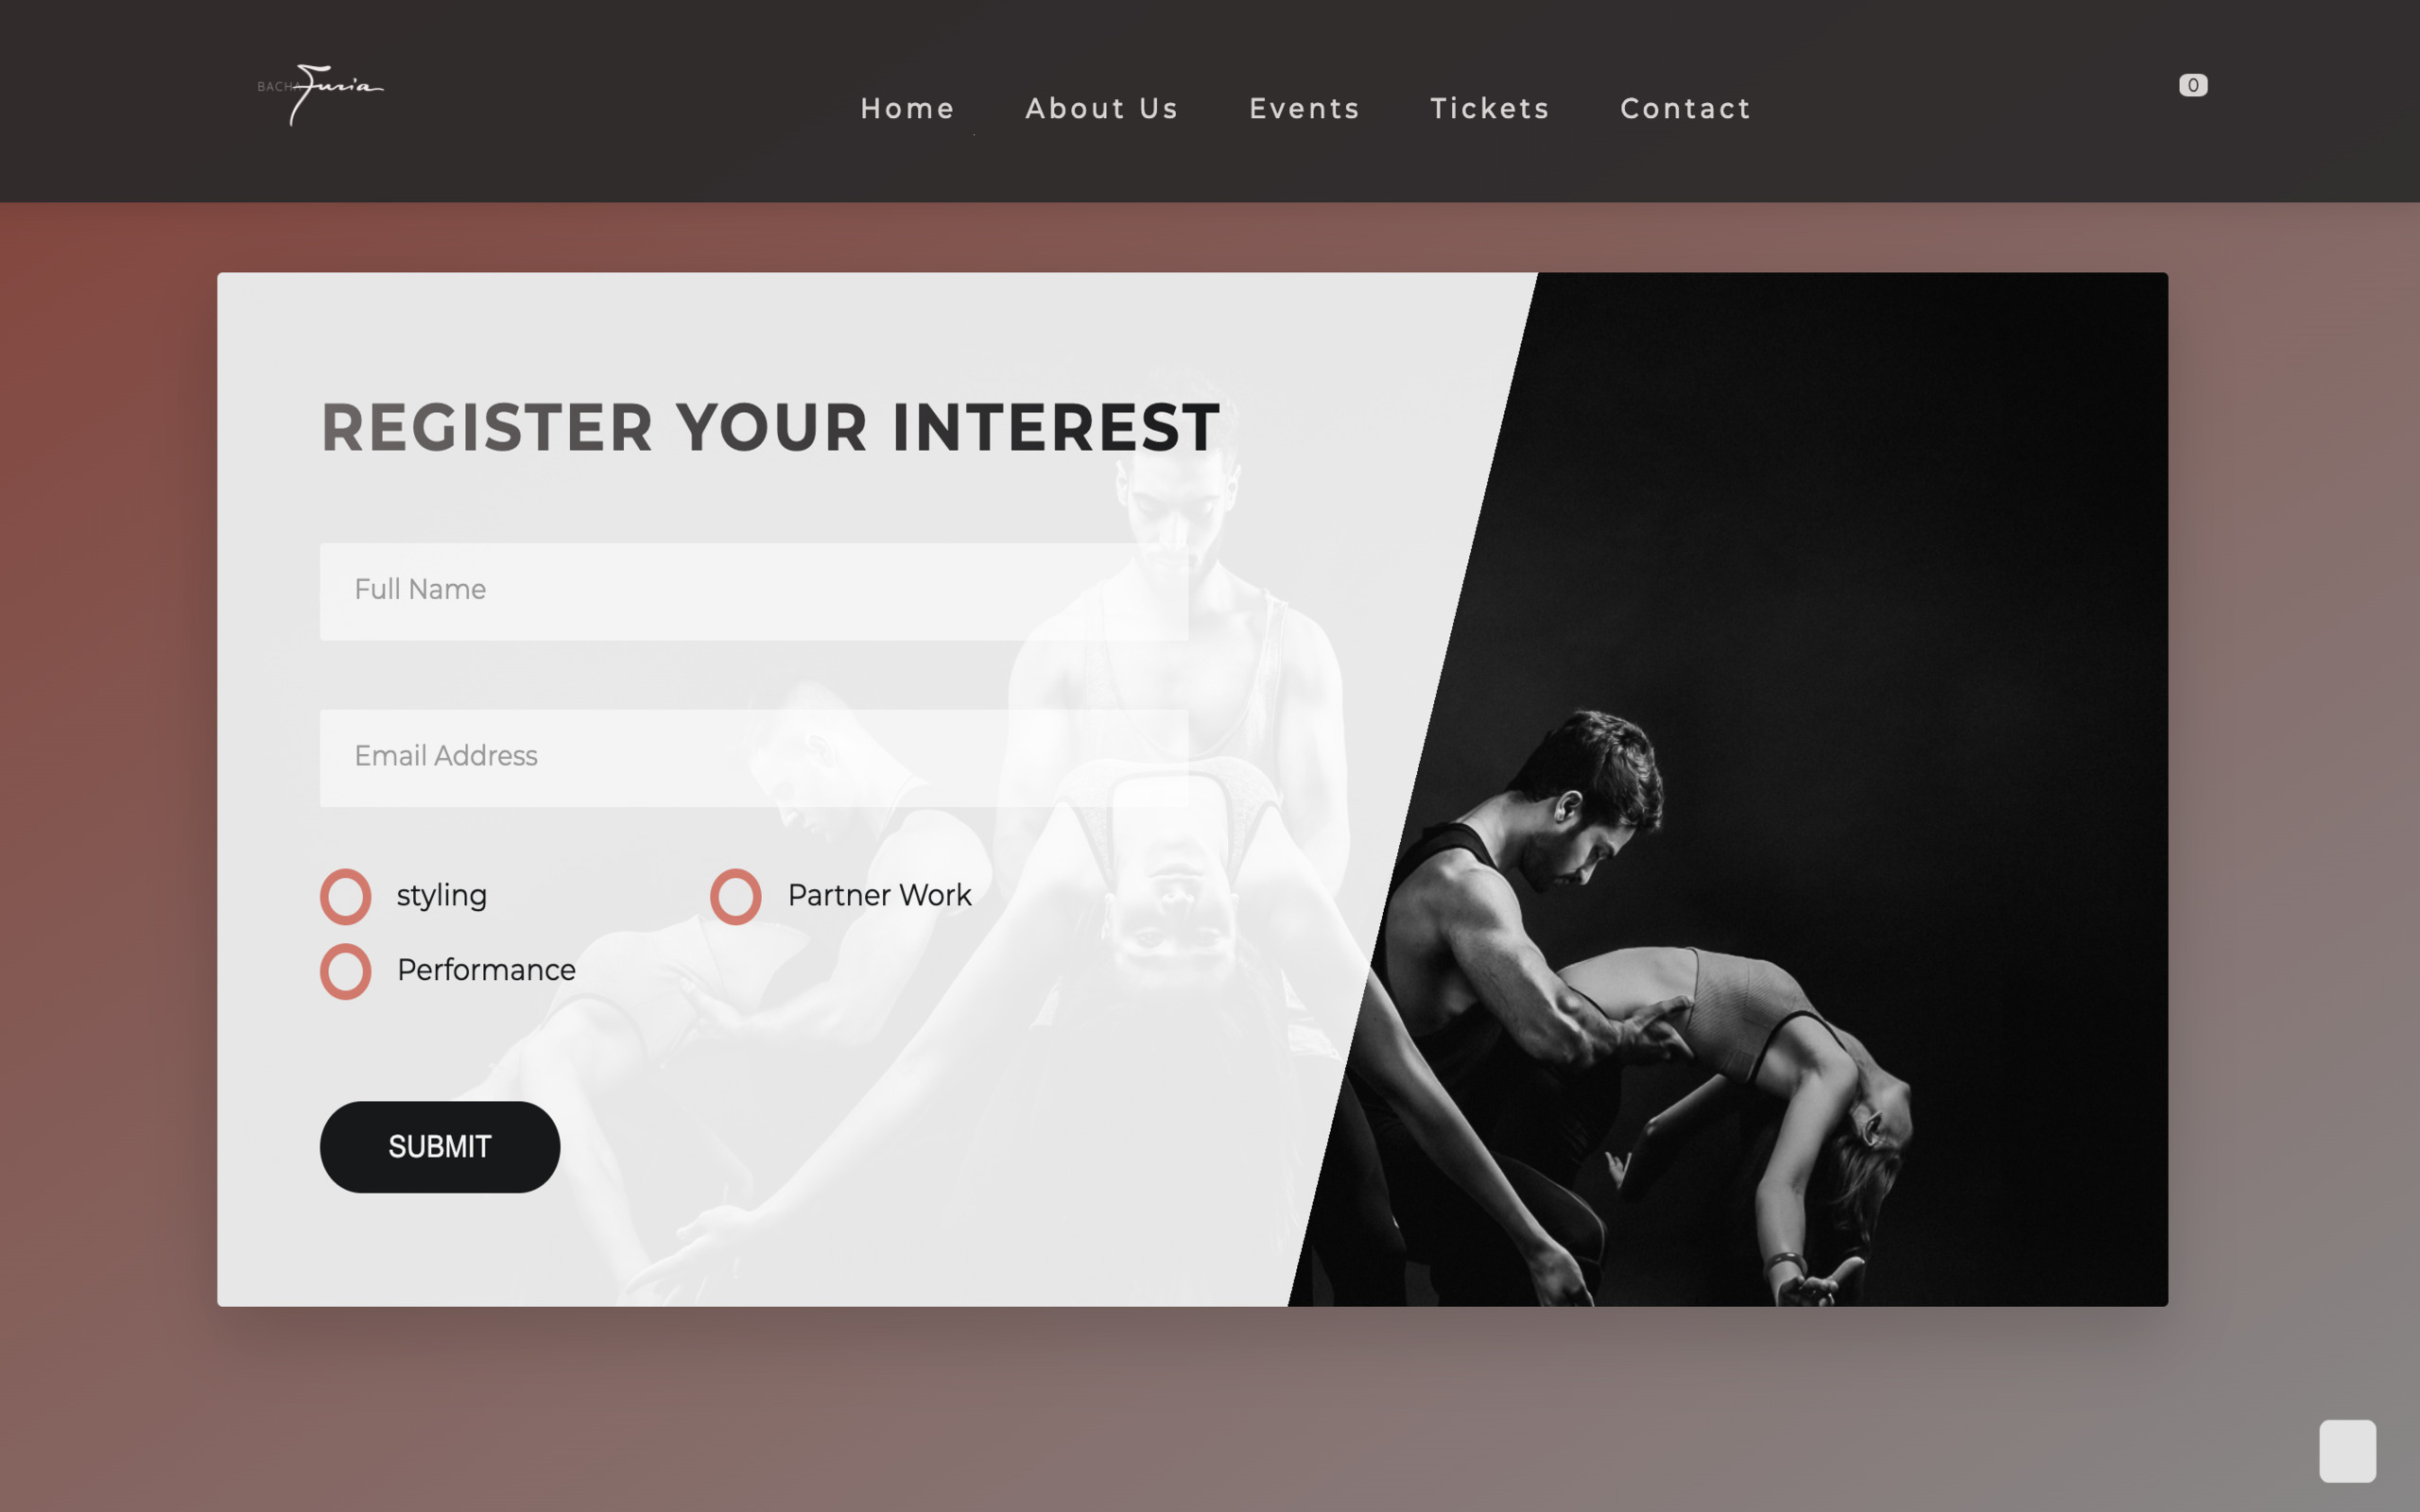 BACHA Furia
Home About Us Events Tickets Contact
0
REGISTER YOUR INTEREST
Full Name
Email Address
styling Partner Work
Performance
SUBMIT